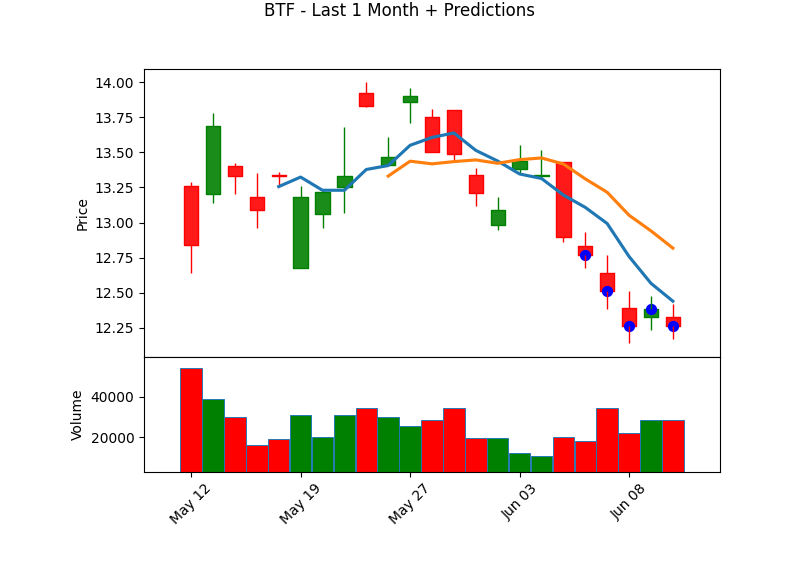 BTF - Last 1 Month + Predictions
14.00
13.75
13.50
13.25
13.00
12.75
12.50
12.25
Price
40000
20000
Volume
May 12
May 19
May 27
Jun 03
Jun 08